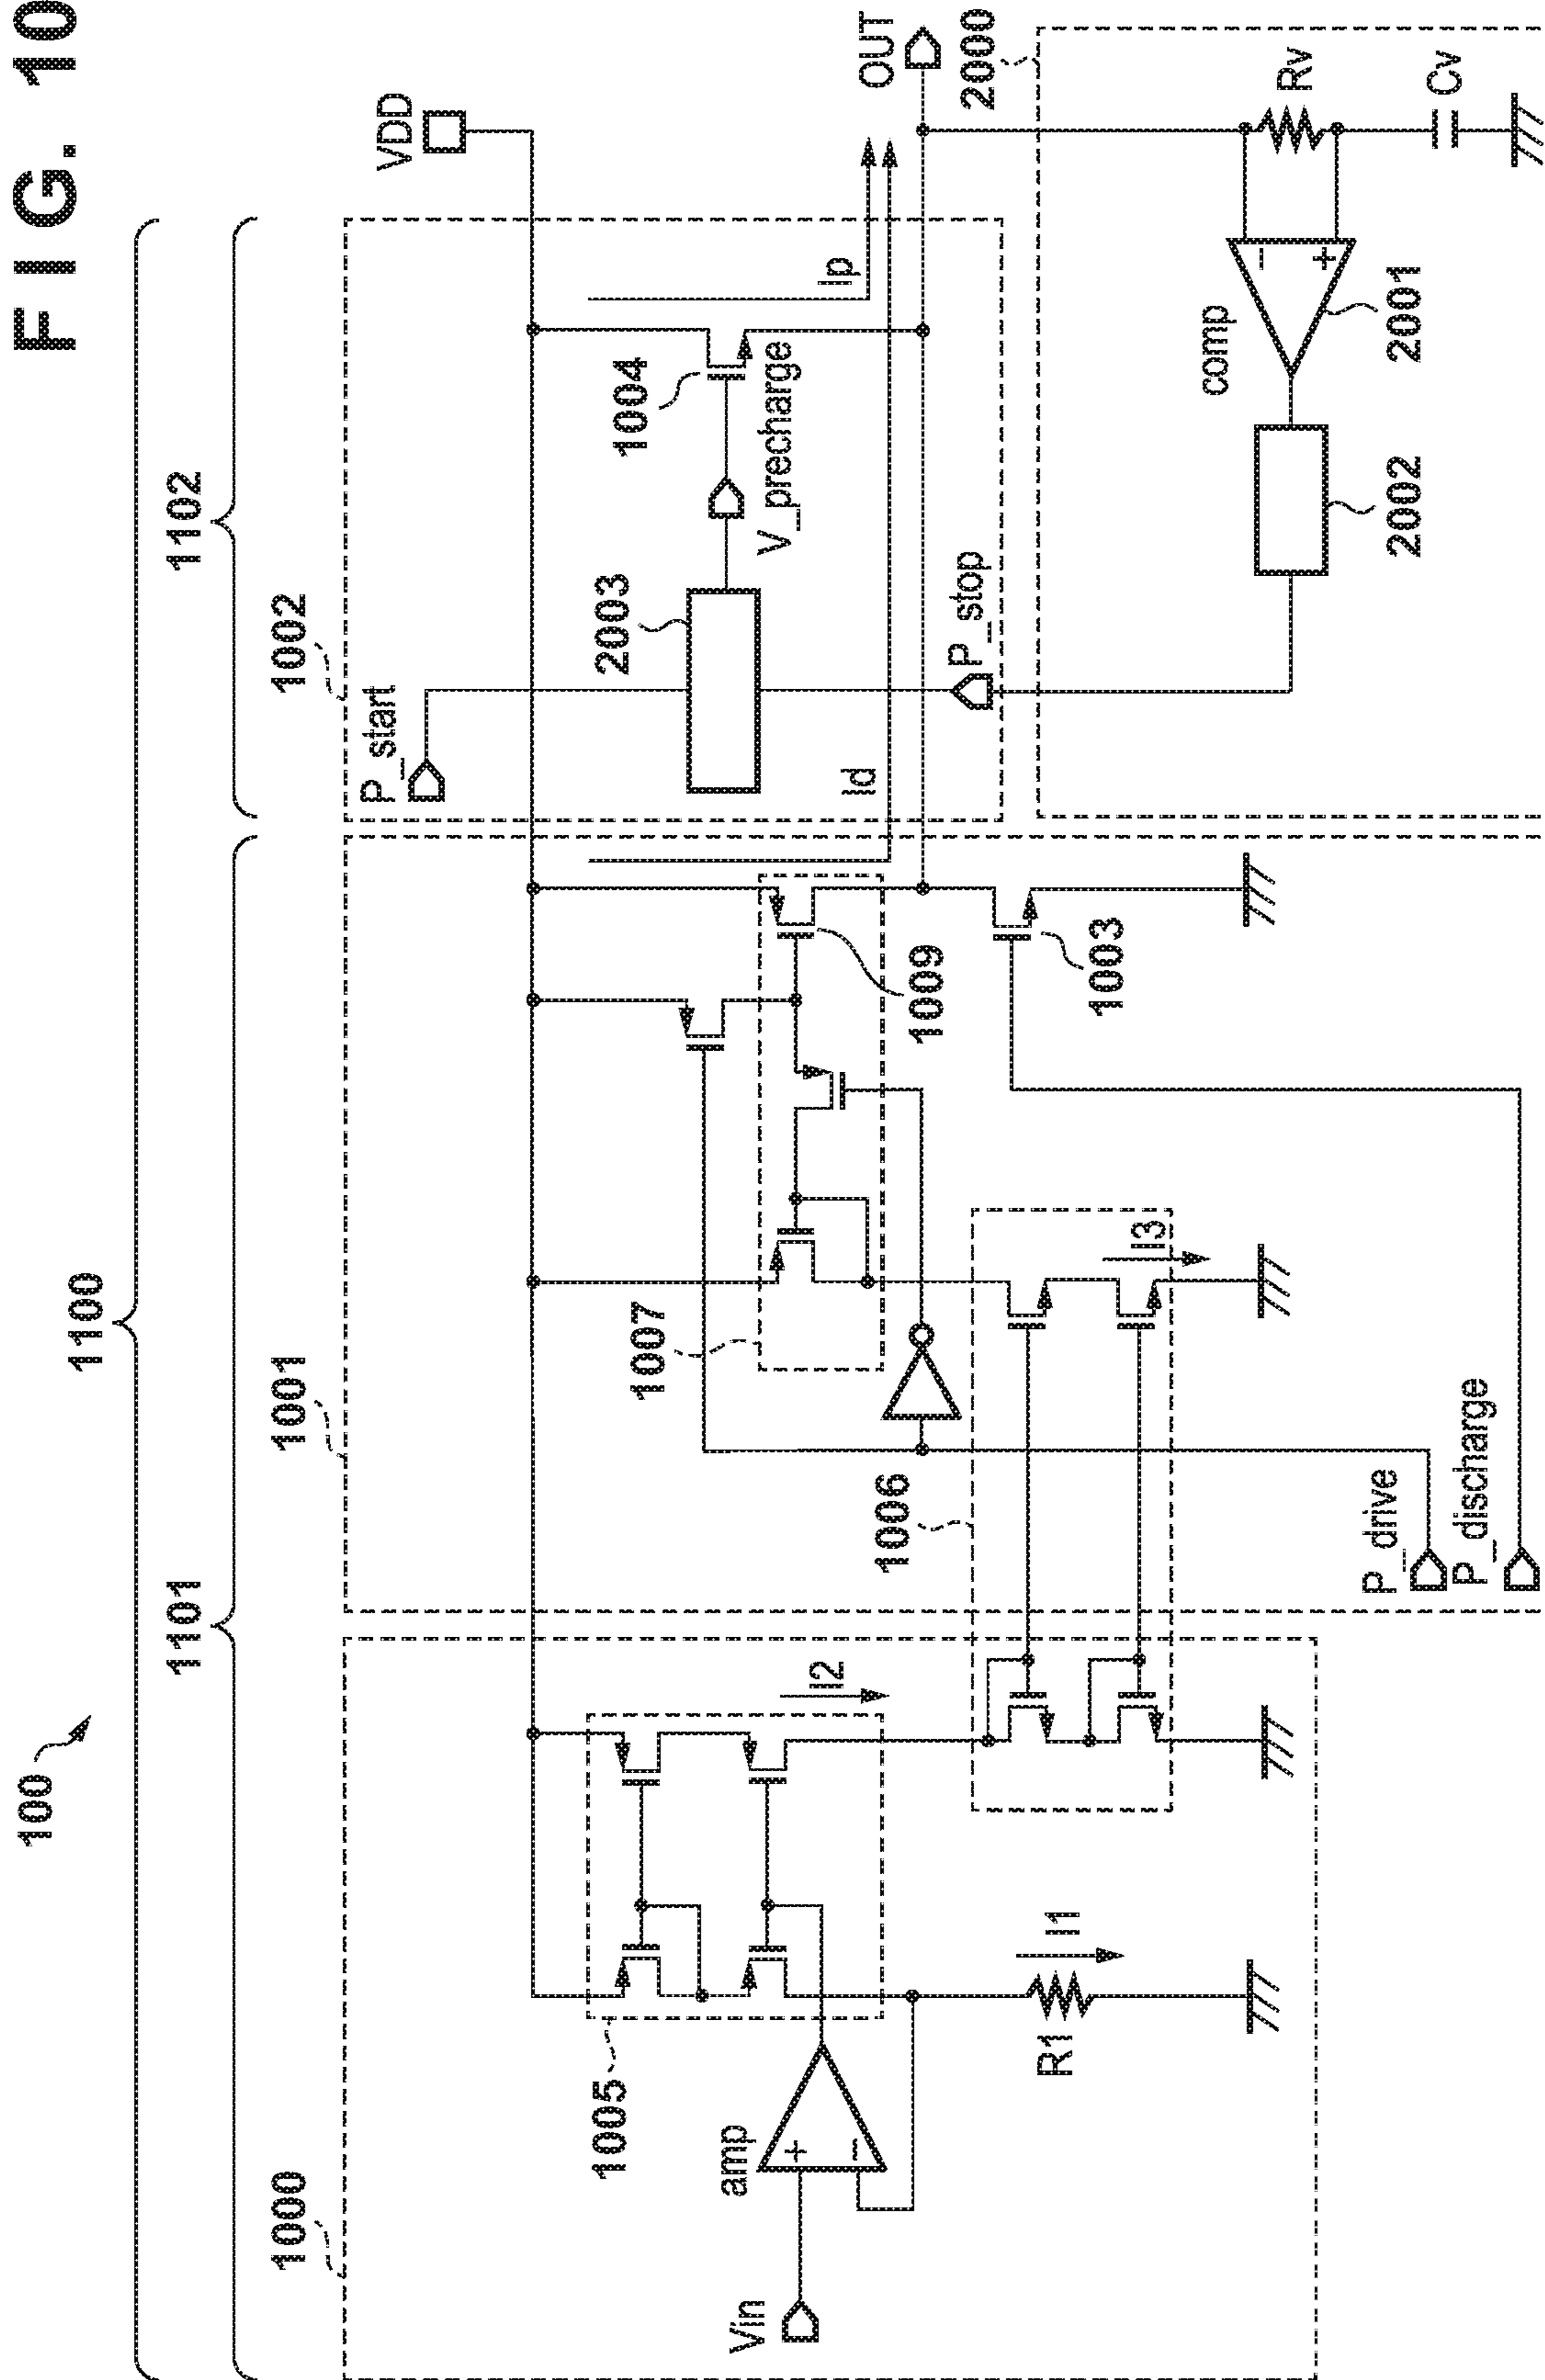 FIG. 10
100
1100
1101
1102
1000
1001
1002
VDD
P_start
1005
1007
2003
1004
V_precharge
Ip
OUT
Vin
amp
+
−
I2
1006
1009
Id
P_stop
2000
R1
I1
I3
1003
comp
−
+
Rv
2001
2002
Cv
P_drive
P_discharge